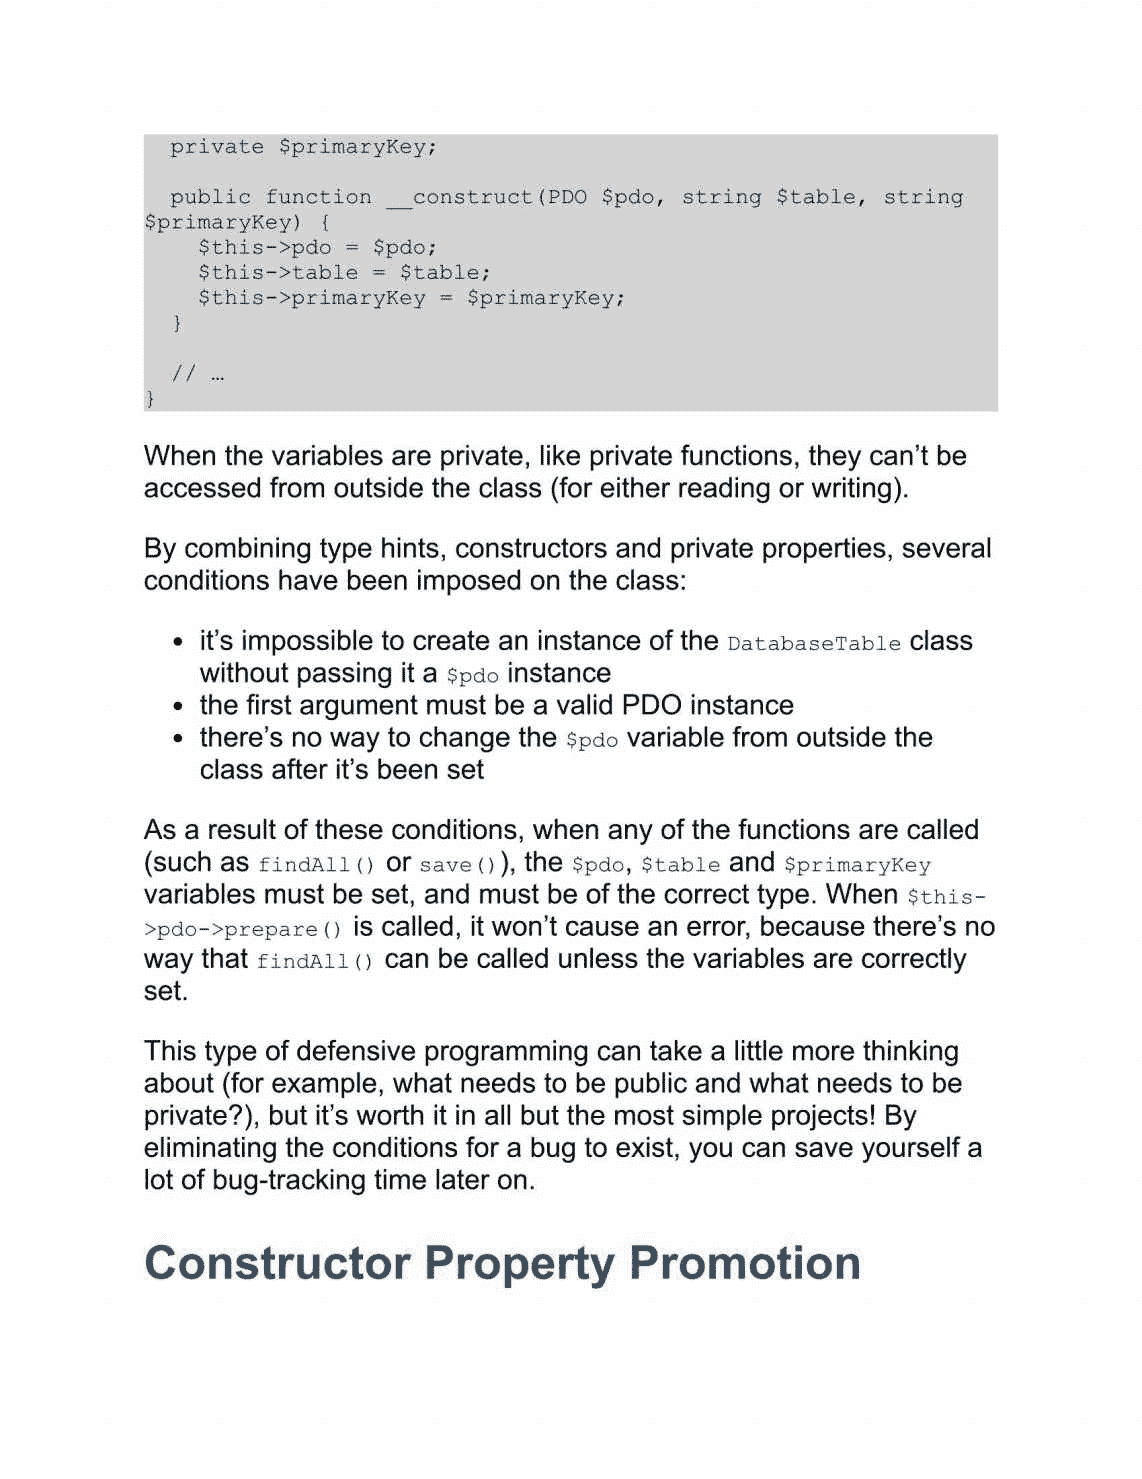 private $primaryKey;
public function __construct(PDO $pdo, string $table, string
$primaryKey) {
$this->pdo = $pdo;
$this->table = $table;
$this->primaryKey = $primaryKey;
}
// …
}
When the variables are private, like private functions, they can’t be
accessed from outside the class (for either reading or writing).
By combining type hints, constructors and private properties, several
conditions have been imposed on the class:
• it’s impossible to create an instance of the DatabaseTable class
without passing it a $pdo instance
• the first argument must be a valid PDO instance
• there’s no way to change the $pdo variable from outside the
class after it’s been set
As a result of these conditions, when any of the functions are called
(such as findAll() or save()), the $pdo, $table and $primaryKey
variables must be set, and must be of the correct type. When $this-
>pdo->prepare() is called, it won’t cause an error, because there’s no
way that findAll() can be called unless the variables are correctly
set.
This type of defensive programming can take a little more thinking
about (for example, what needs to be public and what needs to be
private?), but it’s worth it in all but the most simple projects! By
eliminating the conditions for a bug to exist, you can save yourself a
lot of bug-tracking time later on.
Constructor Property Promotion